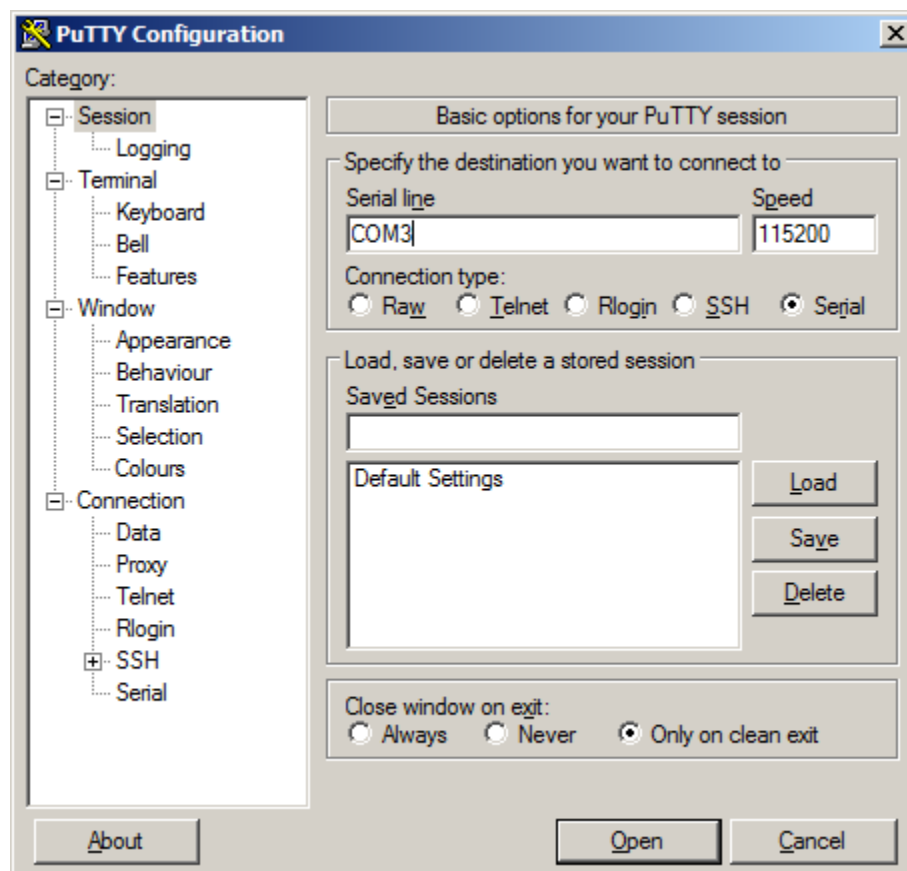 PuTTY Configuration
Category:
Session
Logging
Terminal
Keyboard
Bell
Features
Window
Appearance
Behaviour
Translation
Selection
Colours
Connection
Data
Proxy
Telnet
Rlogin
SSH
Serial
Basic options for your PuTTY session
Specify the destination you want to connect to
Serial line Speed
COM3 115200
Connection type:
Raw Telnet Rlogin SSH Serial
Load, save or delete a stored session
Saved Sessions
Default Settings
Load
Save
Delete
Close window on exit:
Always Never Only on clean exit
About Open Cancel